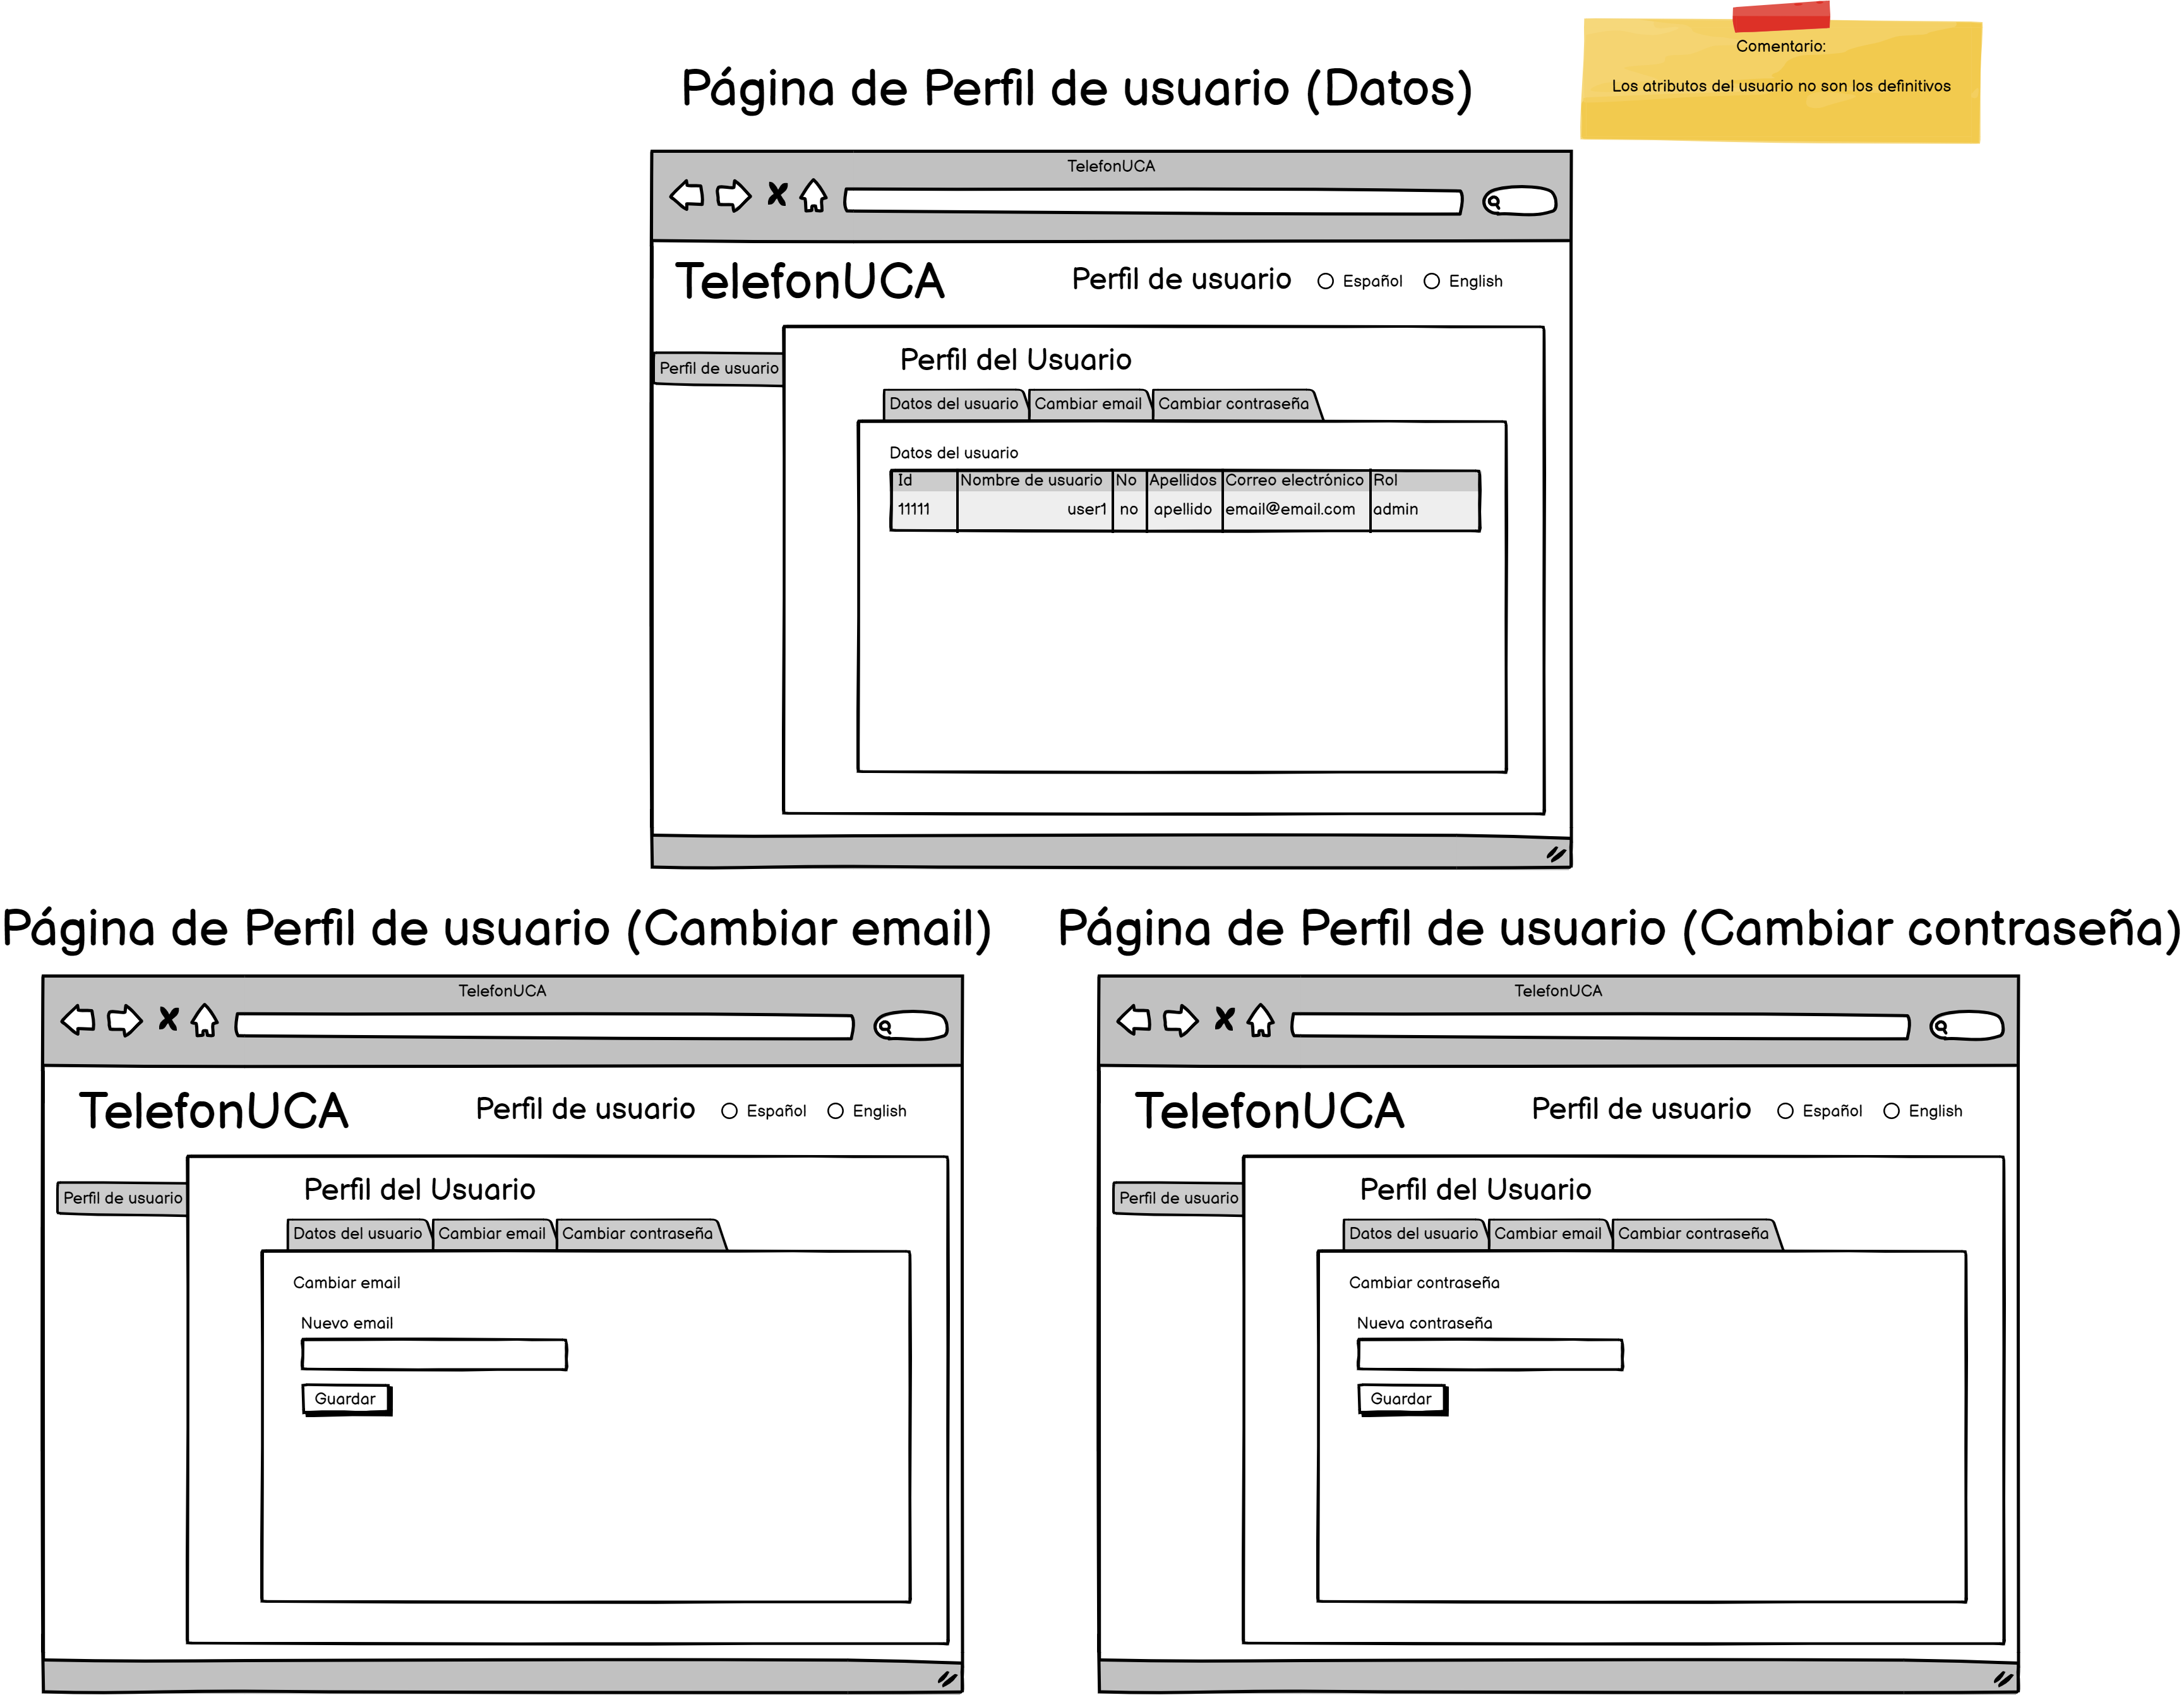 Comentario:
Los atributos del usuario no son los definitivos
Página de Perfil de usuario (Datos)
TelefonUCA
TelefonUCA
Perfil de usuario Español English
Perfil de usuario
Perfil del Usuario
Datos del usuario Cambiar email Cambiar contraseña
Datos del usuario
Id Nombre de usuario No Apellidos Correo electrónico Rol
11111 user1 no apellido email@email.com admin
Página de Perfil de usuario (Cambiar email)
TelefonUCA
TelefonUCA
Perfil de usuario Español English
Perfil de usuario
Perfil del Usuario
Datos del usuario Cambiar email Cambiar contraseña
Cambiar email
Nuevo email
Guardar
Página de Perfil de usuario (Cambiar contraseña)
TelefonUCA
TelefonUCA
Perfil de usuario Español English
Perfil de usuario
Perfil del Usuario
Datos del usuario Cambiar email Cambiar contraseña
Cambiar contraseña
Nueva contraseña
Guardar